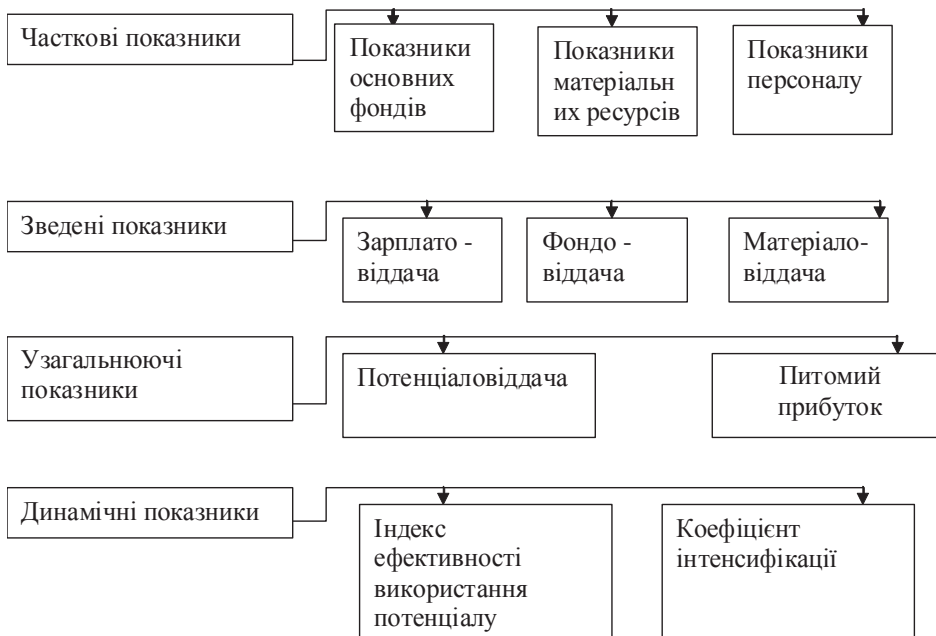 Часткові показники
Показники
основних
фондів
Показники
матеріальн
их ресурсів
Показники
персоналу
Зведені показники
Зарплато -
віддача
Фондо -
віддача
Матеріало-
віддача
Узагальнюючі
показники
Потенціаловіддача
Питомий
прибуток
Динамічні показники
Індекс
ефективності
використання
потенціалу
Коефіцієнт
інтенсифікації